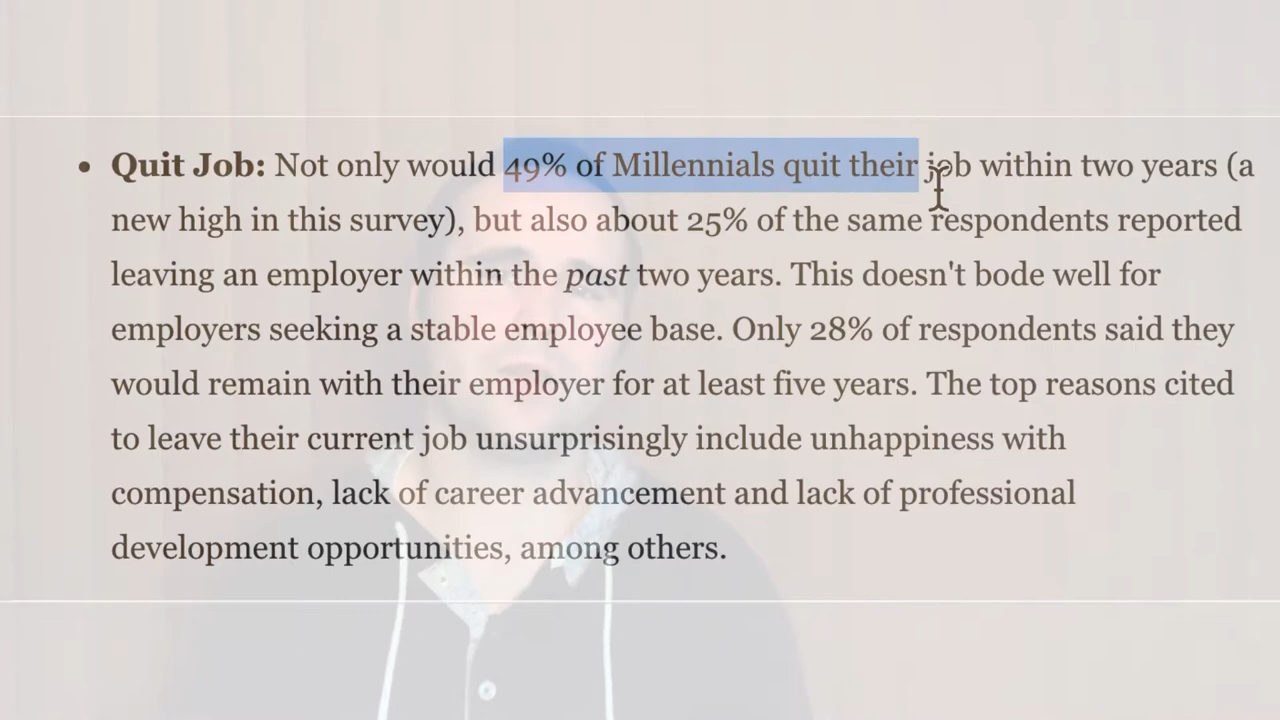 • Quit Job: Not only would 49% of Millennials quit their job within two years (a
new high in this survey), but also about 25% of the same respondents reported
leaving an employer within the past two years. This doesn't bode well for
employers seeking a stable employee base. Only 28% of respondents said they
would remain with their employer for at least five years. The top reasons cited
to leave their current job unsurprisingly include unhappiness with
compensation, lack of career advancement and lack of professional
development opportunities, among others.